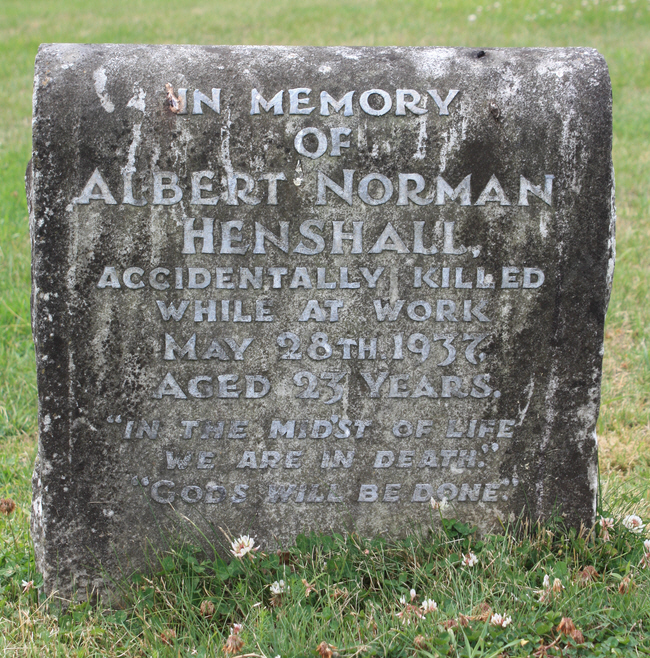 IN MEMORY
OF
ALBERT NORMAN
HENSHALL,
ACCIDENTALLY KILLED
WHILE AT WORK
MAY 28TH. 1937,
AGED 23 YEARS.
"IN THE MIDST OF LIFE
WE ARE IN DEATH."
"GOD'S WILL BE DONE."